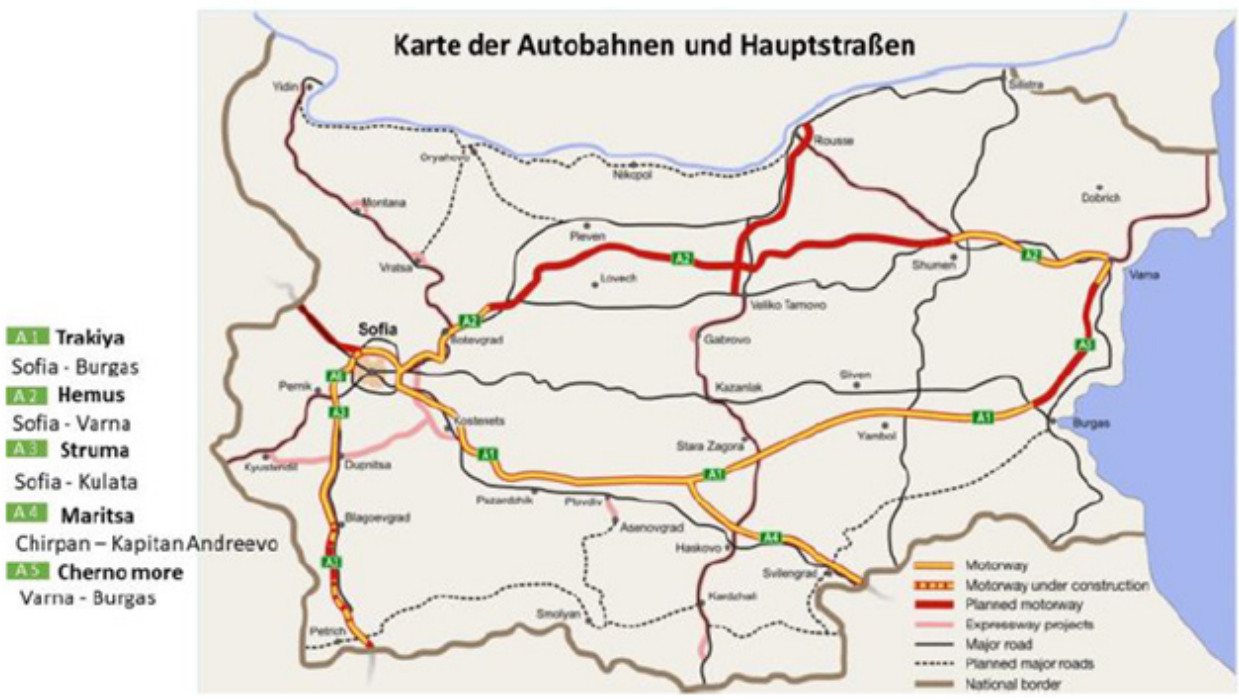 Karte der Autobahnen und Hauptstraßen
A1 Trakiya
Sofia - Burgas
A2 Hemus
Sofia - Varna
A3 Struma
Sofia - Kulata
A4 Maritsa
Chirpan – Kapitan Andreevo
A5 Cherno more
Varna - Burgas
Silistra
Rousse
Oryahovo
Nikopol
Dobrich
Montana
Pleven
A2
A2
Shumen
Varna
Vratsa
Lovech
Veliko Tarnovo
A2
Sofia
Botevgrad
Gabrovo
A5
A6
Pernik
Kazanlak
Sliven
A3
Kostenets
A1
Burgas
Yambol
Stara Zagora
A1
Kyustendil
Dupnitsa
A1
Pazardzhik
Plovdiv
Blagoevgrad
Asenovgrad
A4
Haskovo
A3
Svilengrad
Kardzhali
Smolyan
Petrich
Motorway
Motorway under construction
Planned motorway
Expressway projects
Major road
Planned major roads
National border